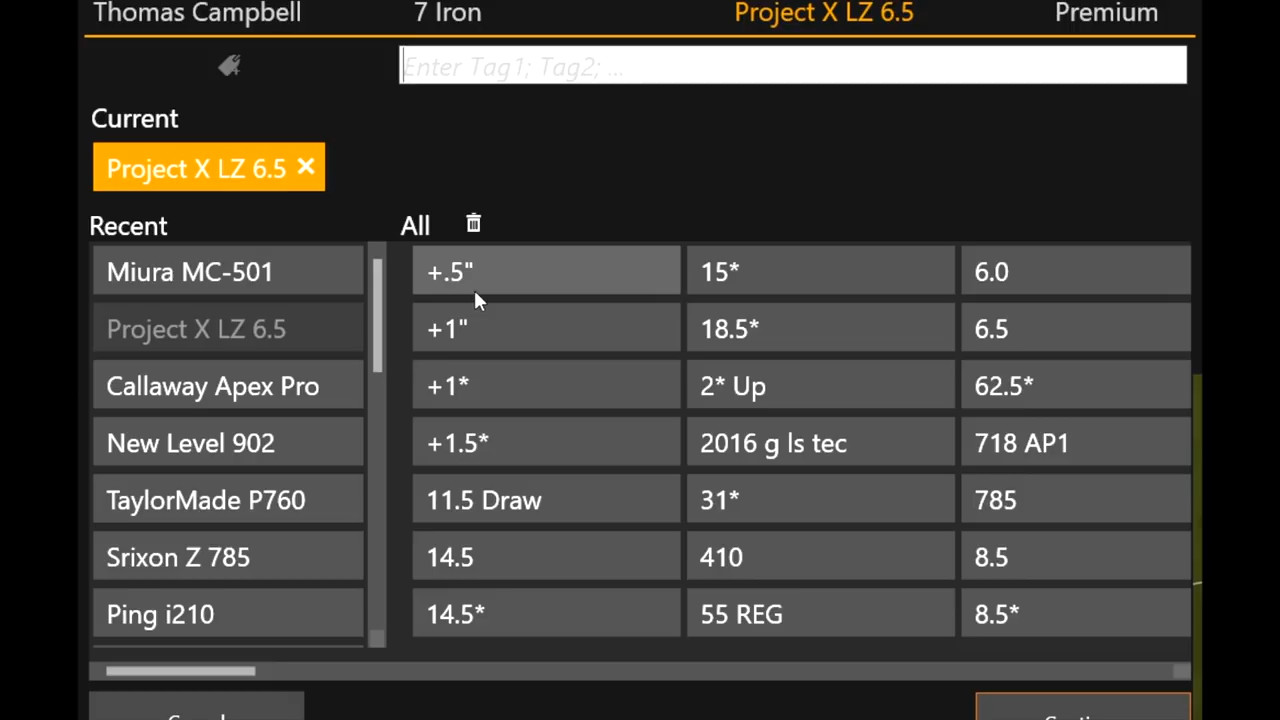 Thomas Campbell 7 Iron Project X LZ 6.5 Premium
Enter Tag1; Tag2; ...
Current
Project X LZ 6.5 ×
Recent All
Miura MC-501 +.5" 15* 6.0
Project X LZ 6.5 +1" 18.5* 6.5
Callaway Apex Pro +1* 2* Up 62.5*
New Level 902 +1.5* 2016 g ls tec 718 AP1
TaylorMade P760 11.5 Draw 31* 785
Srixon Z 785 14.5 410 8.5
Ping i210 14.5* 55 REG 8.5*